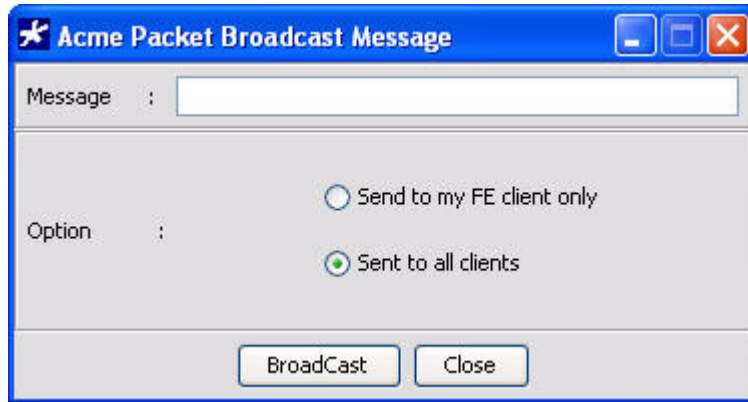 Acme Packet Broadcast Message
Message :
Send to my FE client only
Option :
Sent to all clients
BroadCast Close